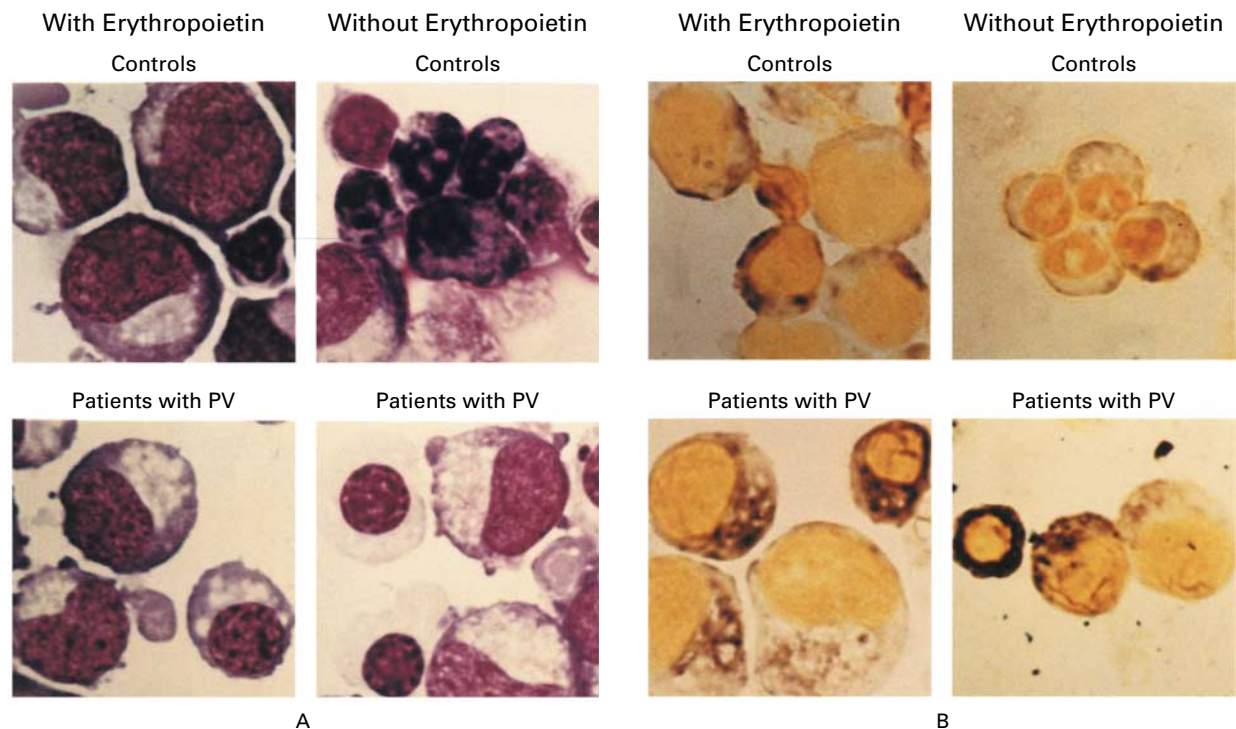 With Erythropoietin Without Erythropoietin With Erythropoietin Without Erythropoietin
Controls Controls Controls Controls
Patients with PV Patients with PV Patients with PV Patients with PV
A B